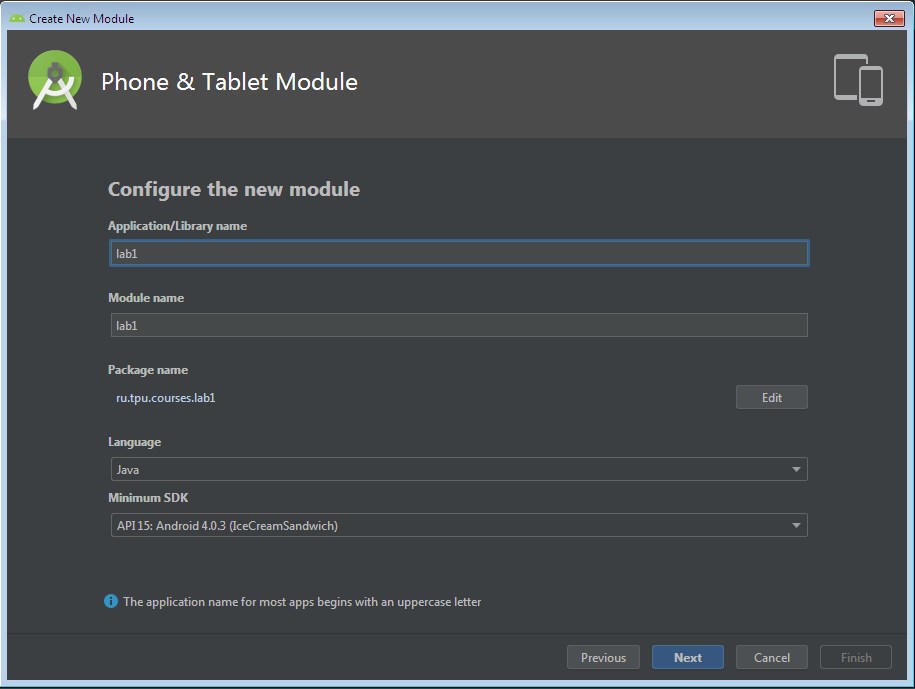 Create New Module
Phone & Tablet Module
Configure the new module
Application/Library name
lab1
Module name
lab1
Package name
ru.tpu.courses.lab1
Edit
Language
Java
Minimum SDK
API 15: Android 4.0.3 (IceCreamSandwich)
The application name for most apps begins with an uppercase letter
Previous
Next
Cancel
Finish